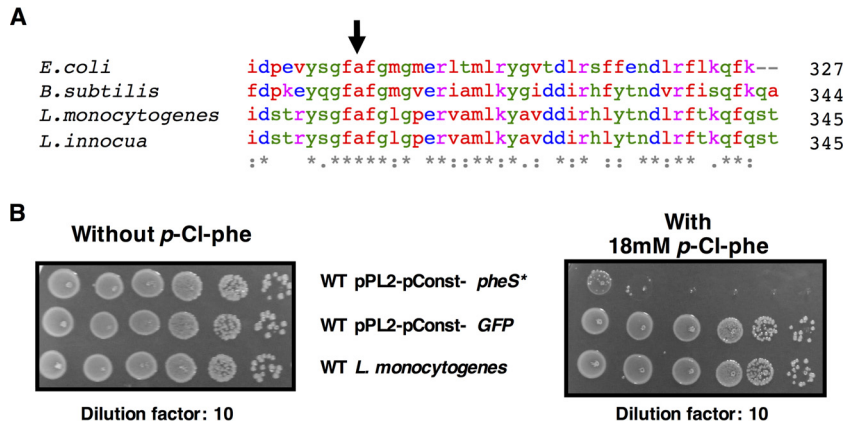 A
E.coli idpevysgfafgmgmerltmlrygvtdlrsffendlrflkqfk-- 327
B.subtilis fdpkeyqgfafgmgveriamlkygiddirhfytndvrfisqfkqa 344
L.monocytogenes idstrysgfafglgpervamlkyavddirhlytndlrftkqfqst 345
L.innocua idstrysgfafglgpervamlkyavddirhlytndlrfmkqfqst 345
:* *.***** * **::**:*. :*:* :: **:** .**:
B
Without p-Cl-phe
With
18mM p-Cl-phe
WT pPL2-pConst- pheS*
WT pPL2-pConst- GFP
WT L. monocytogenes
Dilution factor: 10
Dilution factor: 10